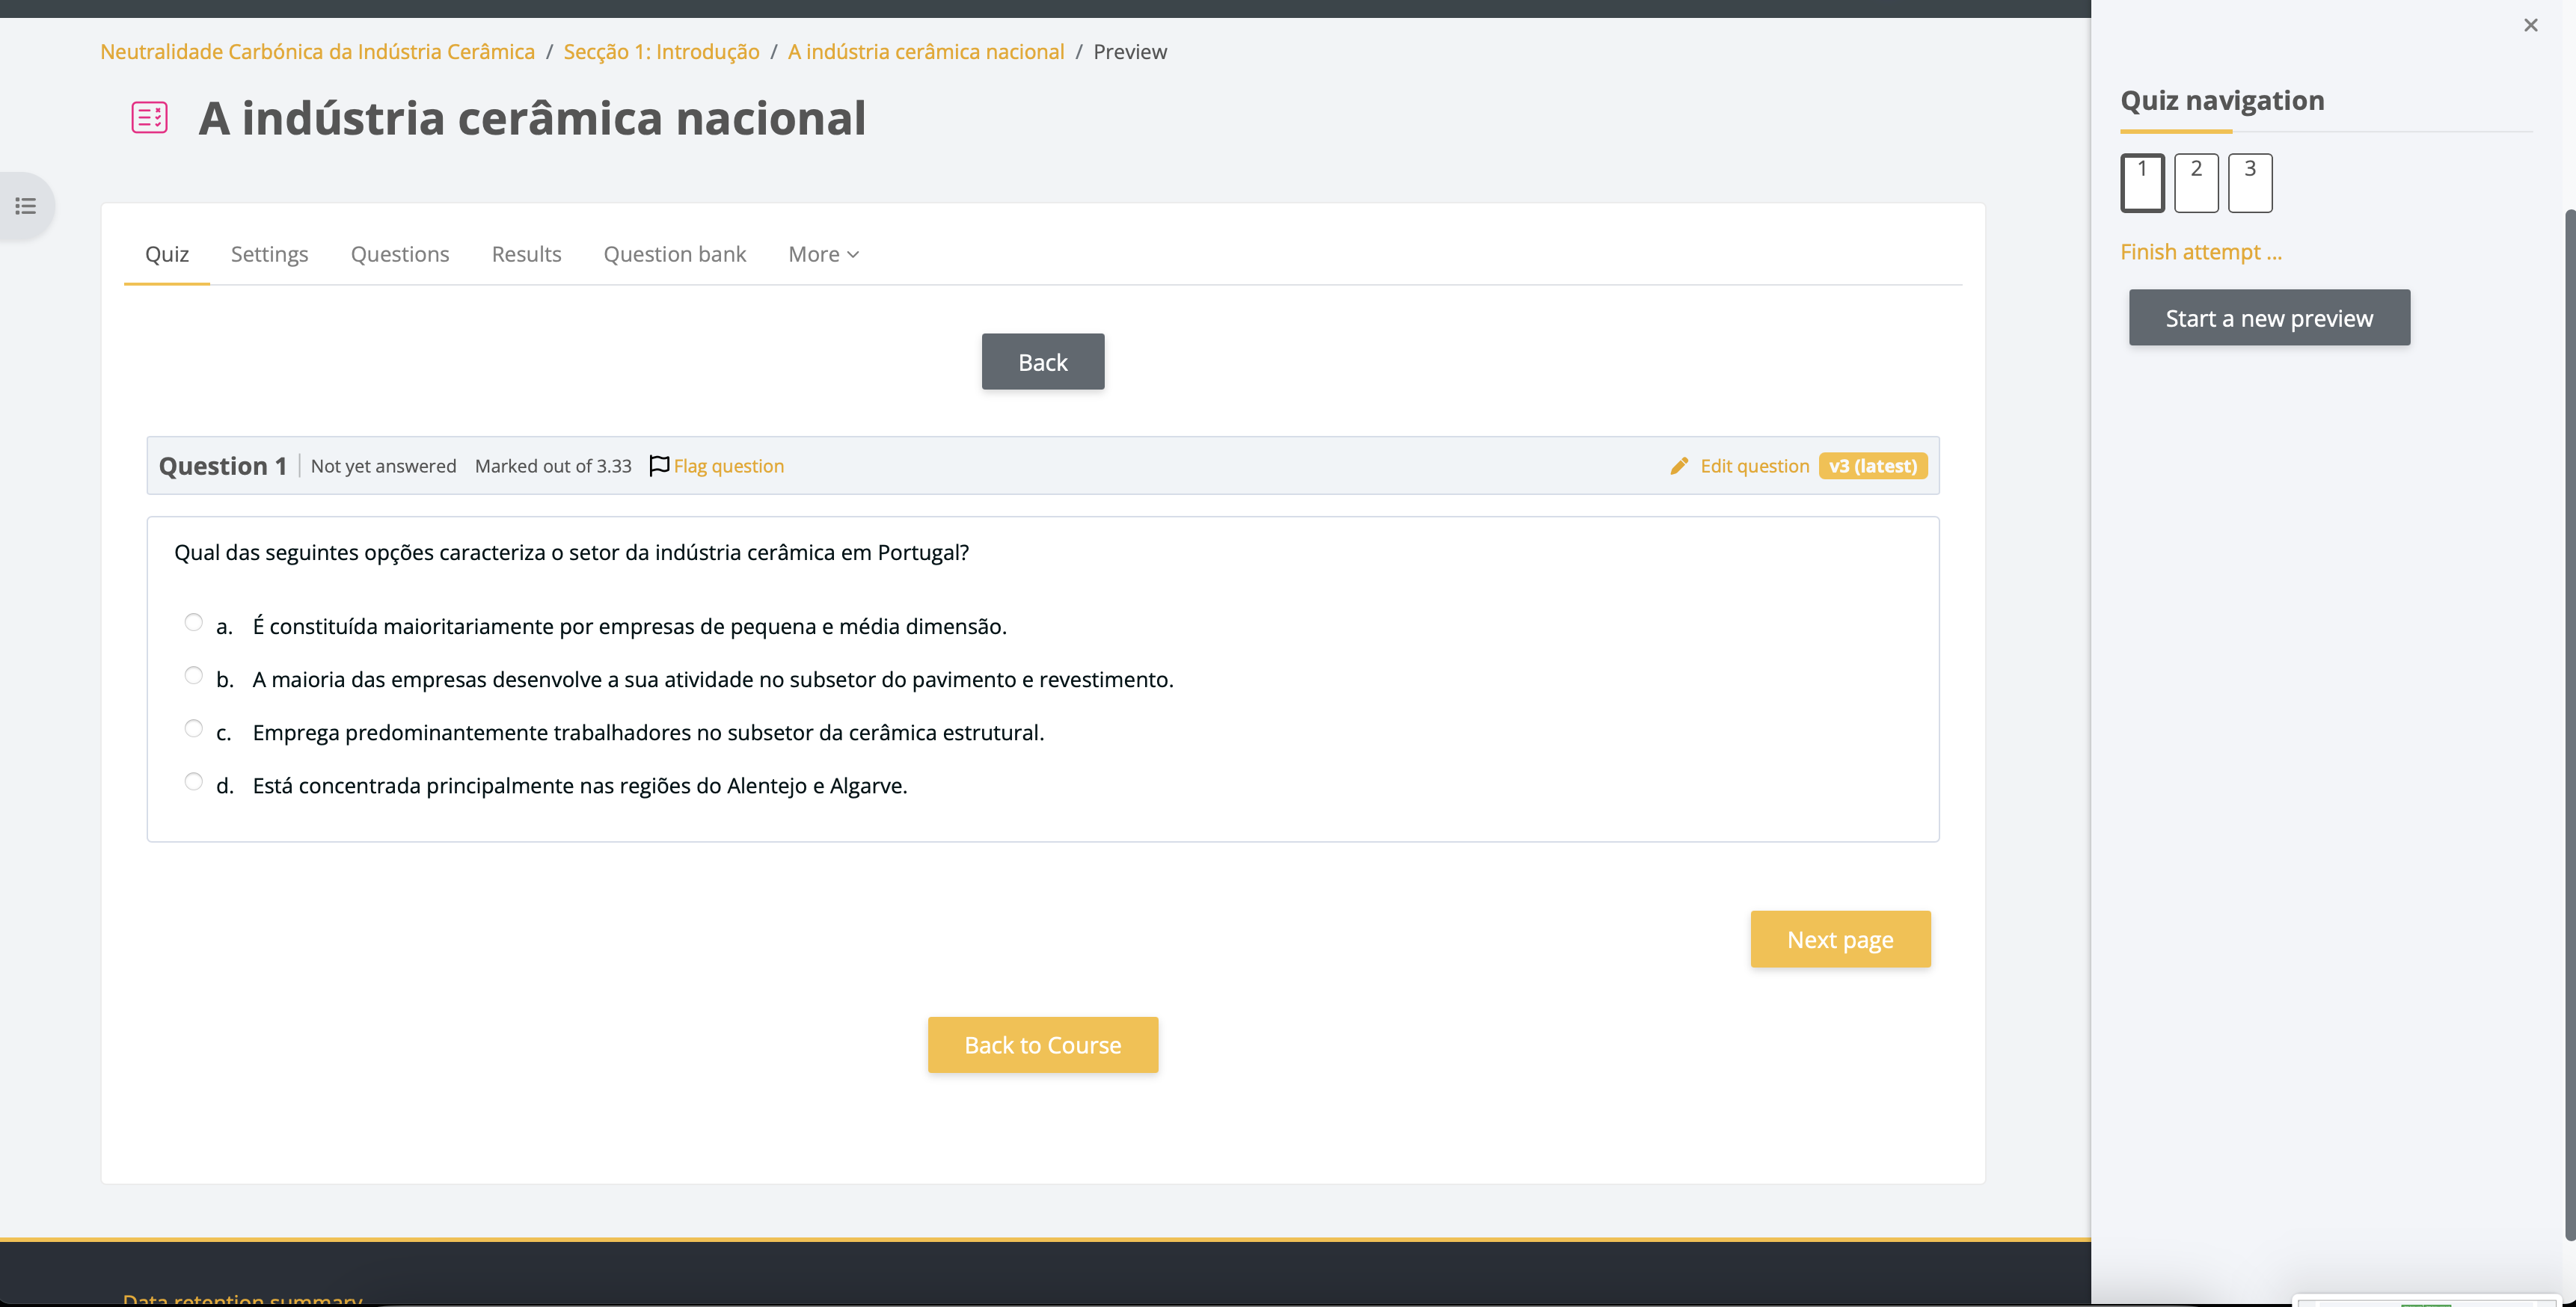 Neutralidade Carbónica da Indústria Cerâmica / Secção 1: Introdução / A indústria cerâmica nacional / Preview
A indústria cerâmica nacional
Quiz Settings Questions Results Question bank More
Back
Question 1 Not yet answered Marked out of 3.33 Flag question Edit question v3 (latest)
Qual das seguintes opções caracteriza o setor da indústria cerâmica em Portugal?
a. É constituída maioritariamente por empresas de pequena e média dimensão.
b. A maioria das empresas desenvolve a sua atividade no subsetor do pavimento e revestimento.
c. Emprega predominantemente trabalhadores no subsetor da cerâmica estrutural.
d. Está concentrada principalmente nas regiões do Alentejo e Algarve.
Next page
Back to Course
Data retention summary
Quiz navigation
1 2 3
Finish attempt ...
Start a new preview